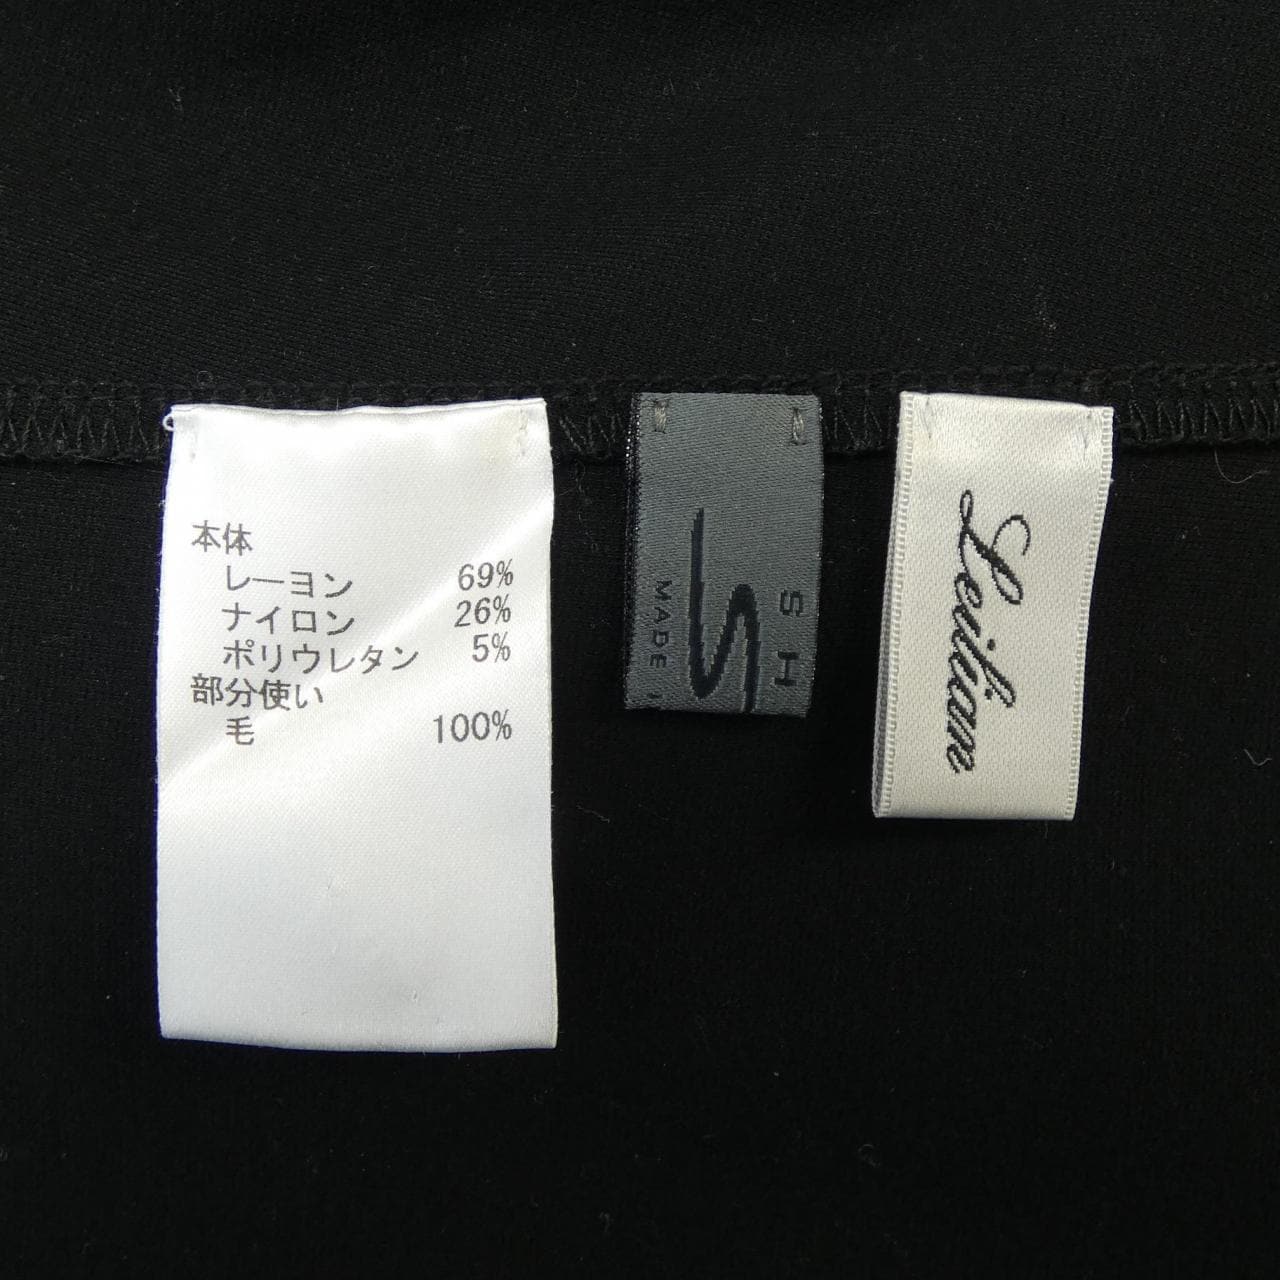 本体
レーヨン 69%
ナイロン 26%
ポリウレタン 5%
部分使い
毛 100%
S H
MADE
Leilian